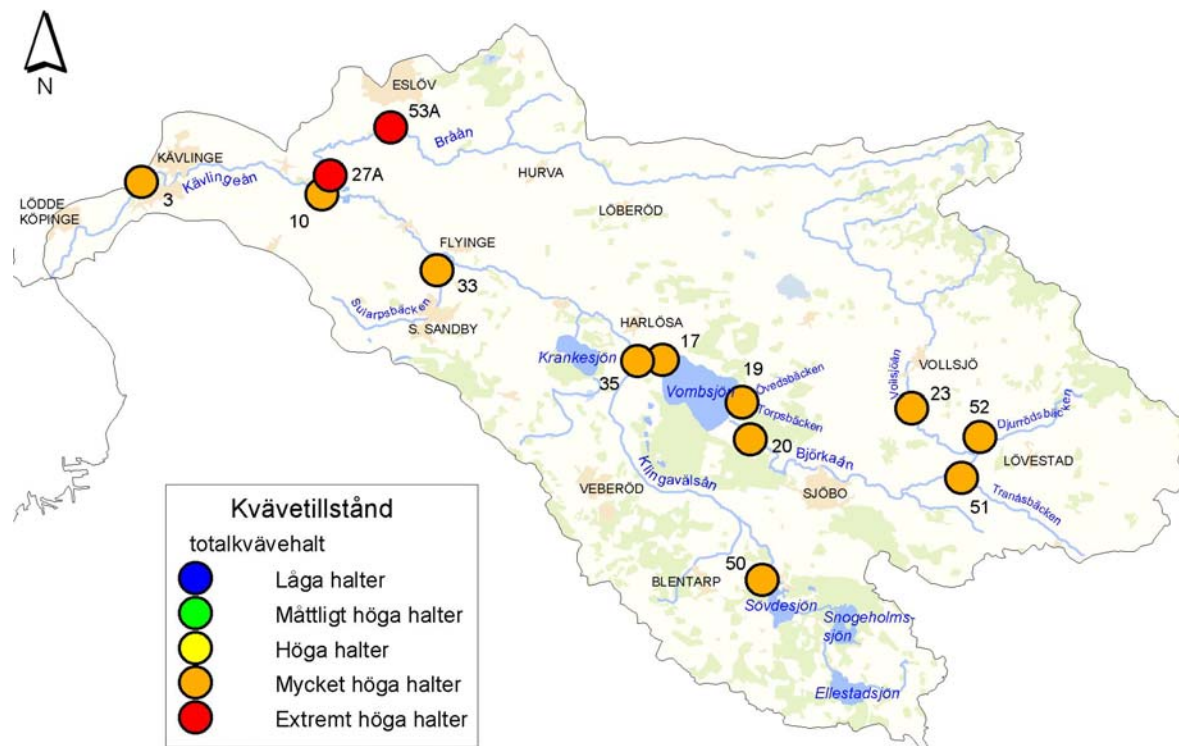 N
ESLÖV
53A
Bråån
KÄVLINGE
Kävlingeån
27A
HURVA
3
LÖDDE
KÖPINGE
10
LÖBERÖD
FLYINGE
33
Sularpsbäcken
S. SANDBY
HARLÖSA
17
Krankesjön
35
Vombsjön
19
Övedsbäcken
Torpsbäcken
20
Björkaån
Vollsjöån
VOLLSJÖ
23
52
Djurrödsbäcken
LÖVESTAD
51
Tranåsbäcken
Klingavälsån
VEBERÖD
SJÖBO
50
BLENTARP
Sövdesjön
Snogeholms-
sjön
Ellestadsjön
Kvävetillstånd
totalkvävehalt
Låga halter
Måttligt höga halter
Höga halter
Mycket höga halter
Extremt höga halter